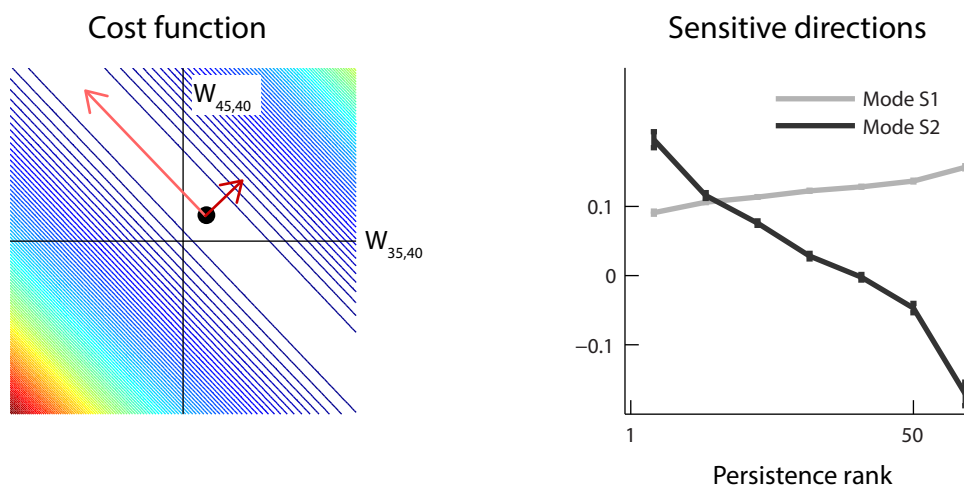 Cost function
W45,40
W35,40
Sensitive directions
Mode S1
Mode S2
0.1
0
−0.1
1
50
Persistence rank